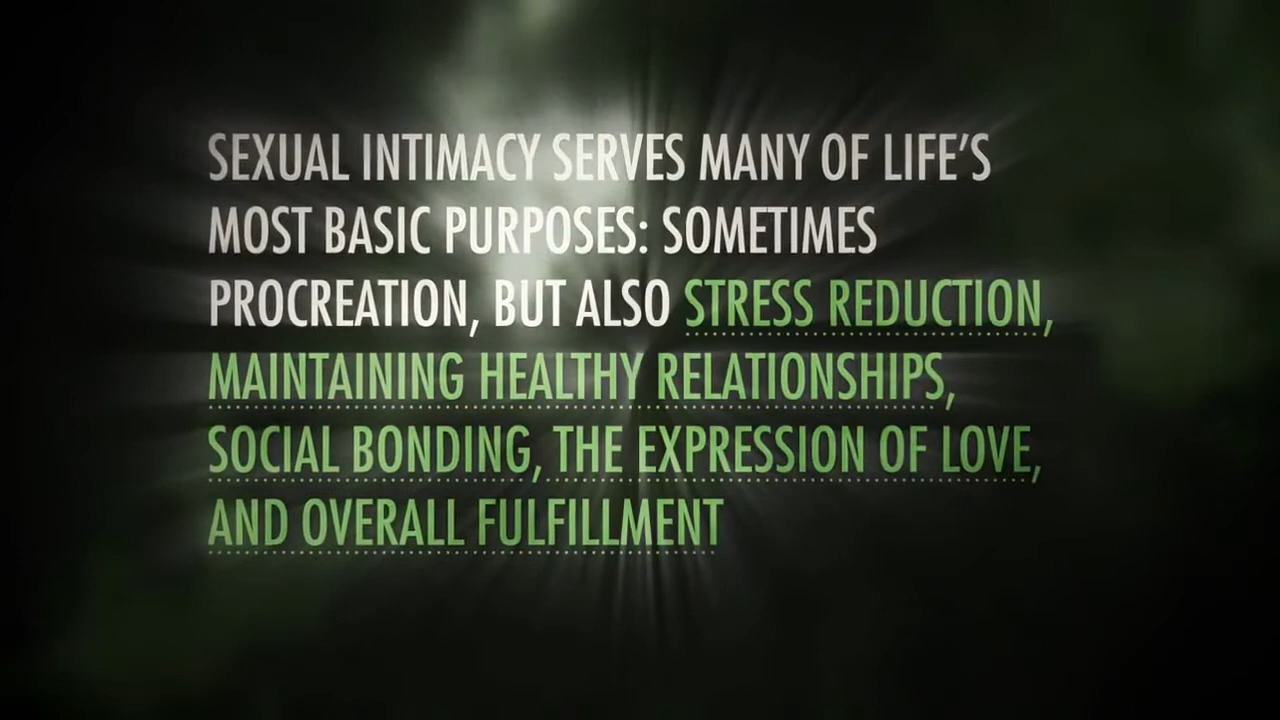 SEXUAL INTIMACY SERVES MANY OF LIFE'S
MOST BASIC PURPOSES: SOMETIMES
PROCREATION, BUT ALSO STRESS REDUCTION,
MAINTAINING HEALTHY RELATIONSHIPS,
SOCIAL BONDING, THE EXPRESSION OF LOVE,
AND OVERALL FULFILLMENT